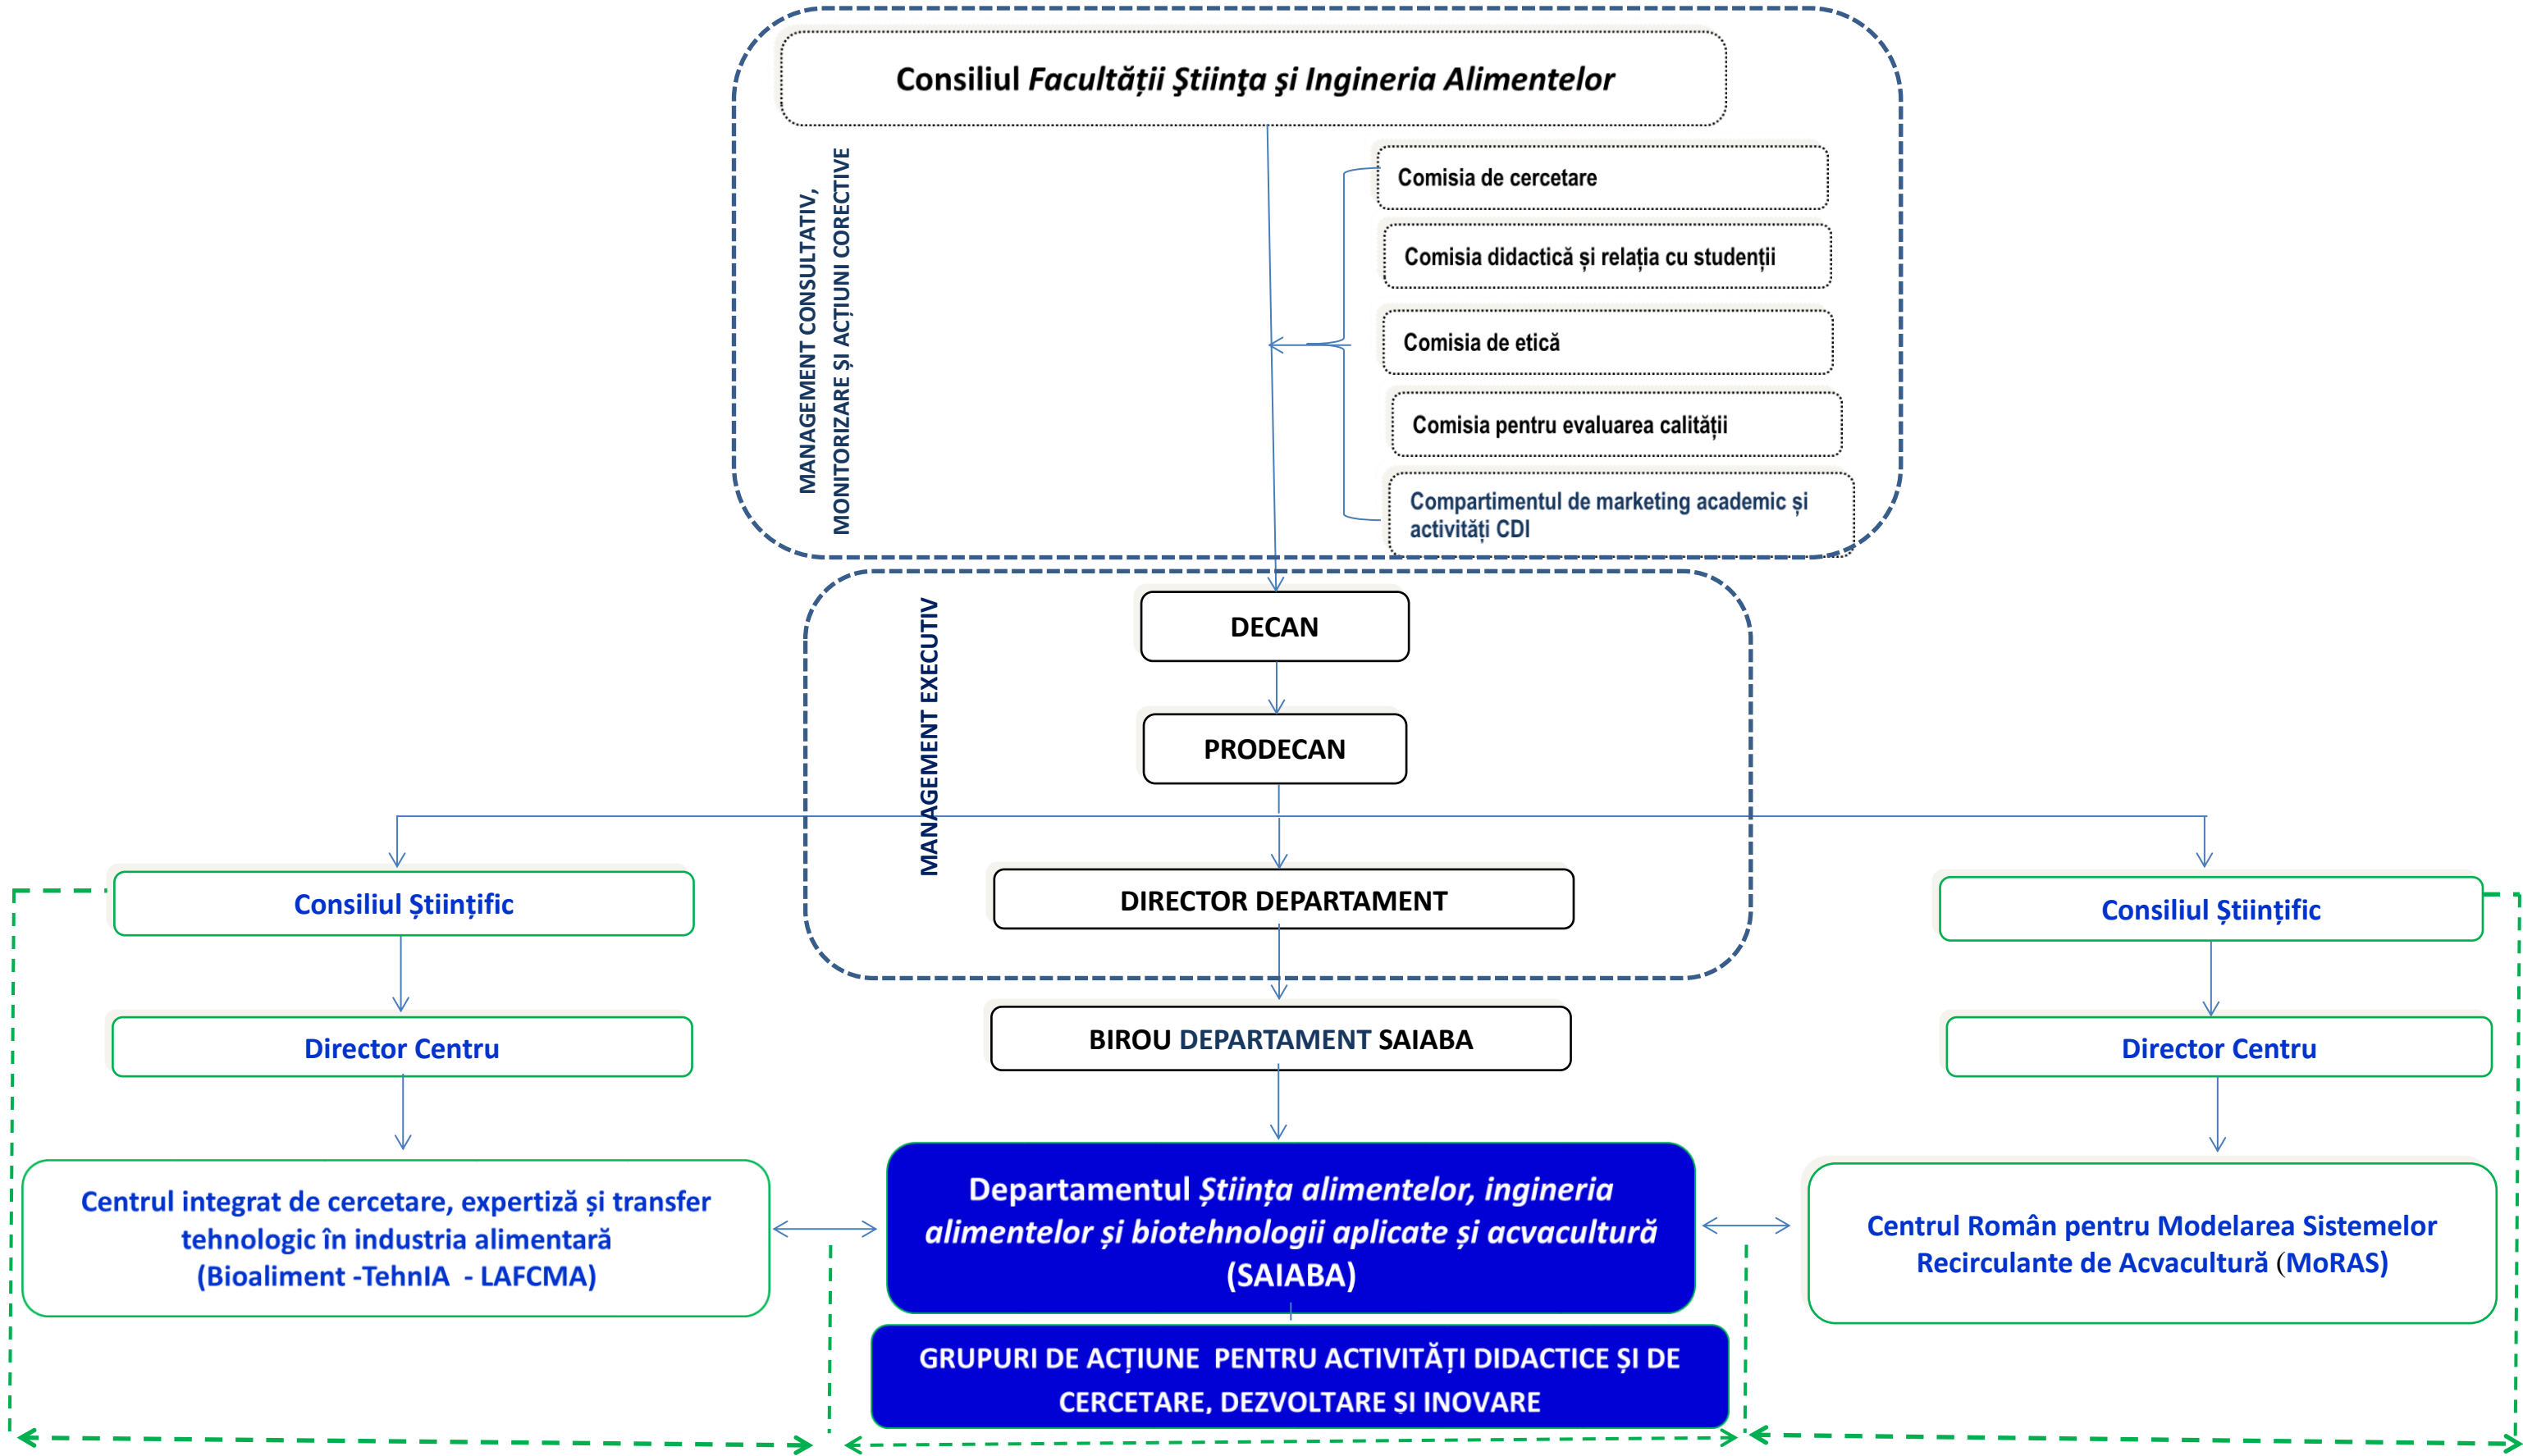 Consiliul Facultății Ştiinţa şi Ingineria Alimentelor
MANAGEMENT CONSULTATIV,
MONITORIZARE ȘI ACȚIUNI CORECTIVE
Comisia de cercetare
Comisia didactică și relația cu studenții
Comisia de etică
Comisia pentru evaluarea calității
Compartimentul de marketing academic și
activități CDI
MANAGEMENT EXECUTIV
DECAN
PRODECAN
Consiliul Științific
DIRECTOR DEPARTAMENT
Consiliul Științific
Director Centru
BIROU DEPARTAMENT SAIABA
Director Centru
Centrul integrat de cercetare, expertiză și transfer
tehnologic în industria alimentară
(Bioaliment -TehnIA - LAFCMA)
Departamentul Știința alimentelor, ingineria
alimentelor și biotehnologii aplicate și acvacultură
(SAIABA)
Centrul Român pentru Modelarea Sistemelor
Recirculante de Acvacultură (MoRAS)
GRUPURI DE ACȚIUNE PENTRU ACTIVITĂȚI DIDACTICE ȘI DE
CERCETARE, DEZVOLTARE SI INOVARE